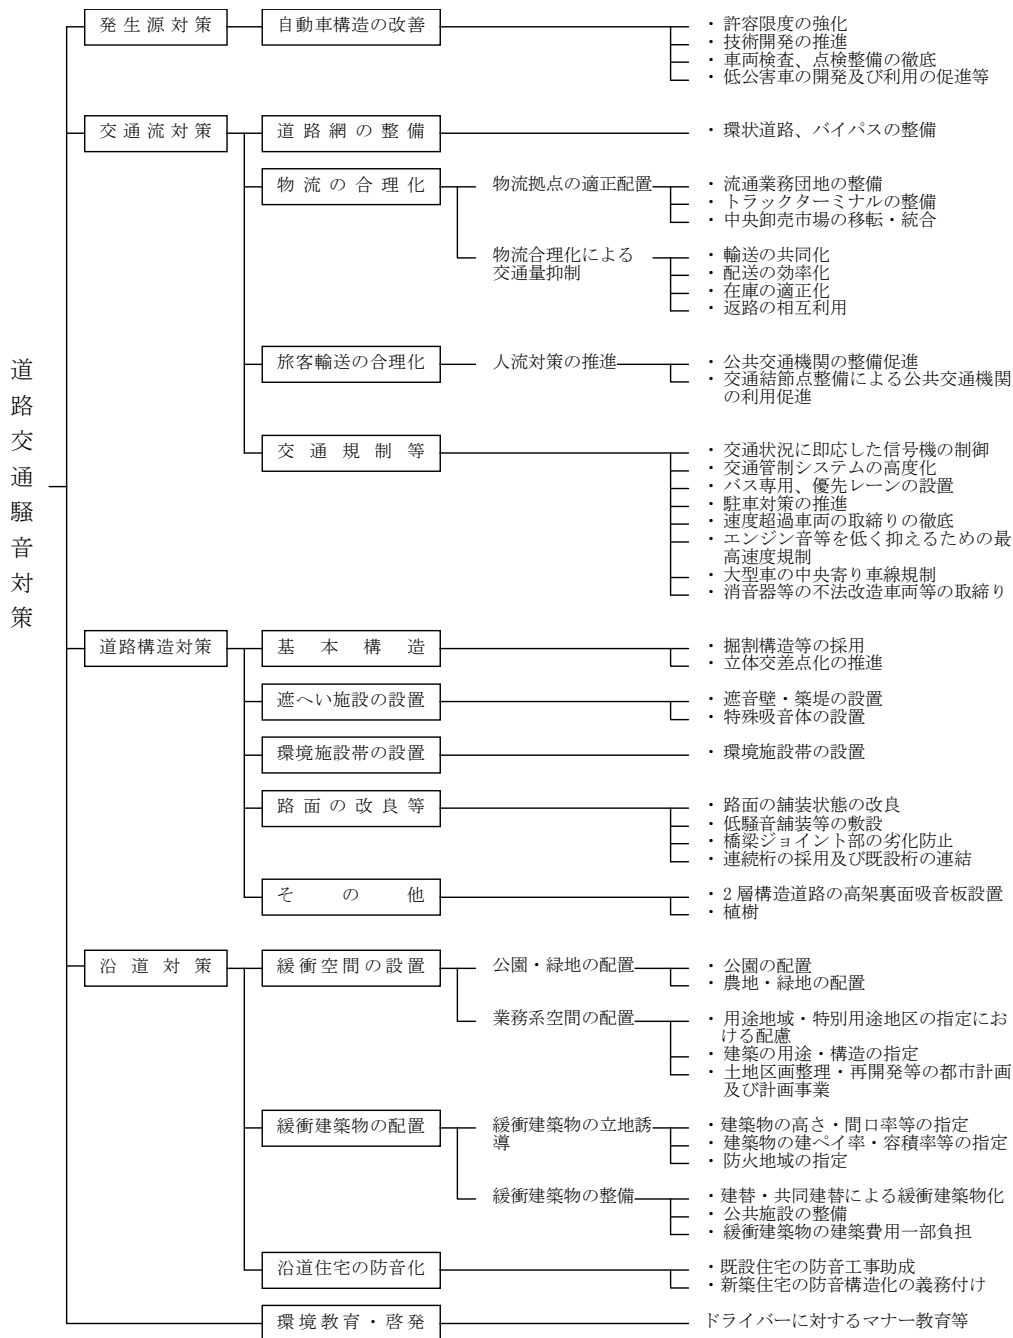 道路交通騒音対策
発生源対策
自動車構造の改善
・許容限度の強化
・技術開発の推進
・車両検査、点検整備の徹底
・低公害車の開発及び利用の促進等
交通流対策
道路網の整備
・環状道路、バイパスの整備
物流の合理化
物流拠点の適正配置
・流通業務団地の整備
・トラックターミナルの整備
・中央卸売市場の移転・統合
物流合理化による
交通量抑制
・輸送の共同化
・配送の効率化
・在庫の適正化
・返路の相互利用
旅客輸送の合理化
人流対策の推進
・公共交通機関の整備促進
・交通結節点整備による公共交通機関
の利用促進
交通規制等
・交通状況に即応した信号機の制御
・交通管制システムの高度化
・バス専用、優先レーンの設置
・駐車対策の推進
・速度超過車両の取締りの徹底
・エンジン音等を低く抑えるための最
高速度規制
・大型車の中央寄り車線規制
・消音器等の不法改造車両等の取締り
道路構造対策
基本構造
・掘割構造等の採用
・立体交差点化の推進
遮へい施設の設置
・遮音壁・築堤の設置
・特殊吸音体の設置
環境施設帯の設置
・環境施設帯の設置
路面の改良等
・路面の舗装状態の改良
・低騒音舗装等の敷設
・橋梁ジョイント部の劣化防止
・連続桁の採用及び既設桁の連結
その他
・2層構造道路の高架裏面吸音板設置
・植樹
沿道対策
緩衝空間の設置
公園・緑地の配置
・公園の配置
・農地・緑地の配置
業務系空間の配置
・用途地域・特別用途地区の指定にお
ける配慮
・建築の用途・構造の指定
・土地区画整理・再開発等の都市計画
及び計画事業
緩衝建築物の配置
緩衝建築物の立地誘
導
・建築物の高さ・間口率等の指定
・建築物の建ペイ率・容積率等の指定
・防火地域の指定
緩衝建築物の整備
・建替・共同建替による緩衝建築物化
・公共施設の整備
・緩衝建築物の建築費用一部負担
沿道住宅の防音化
・既設住宅の防音工事助成
・新築住宅の防音構造化の義務付け
環境教育・啓発
ドライバーに対するマナー教育等